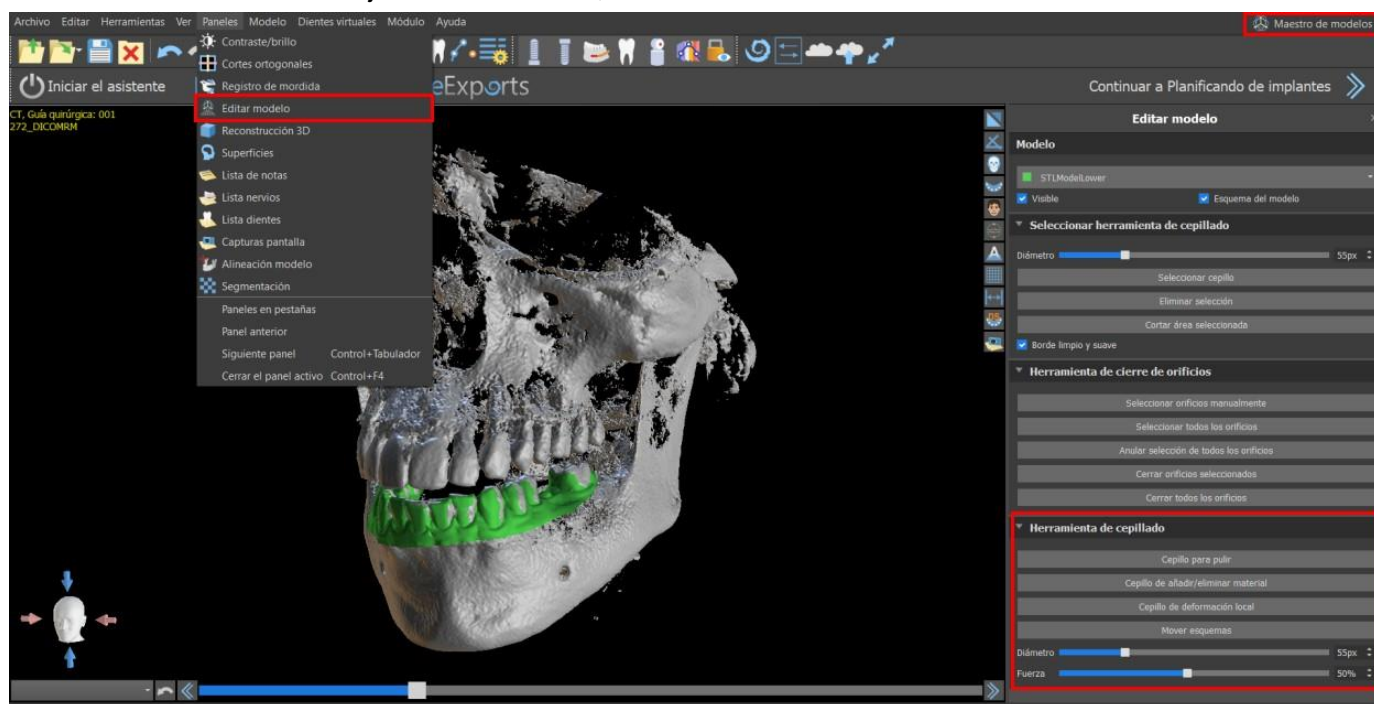 Archivo Editar Herramientas Ver Paneles Modelo Dientes virtuales Módulo Ayuda
Maestro de modelos
Contraste/brillo
Cortes ortogonales
Registro de mordida
Editar modelo
Reconstrucción 3D
Superficies
Lista de notas
Lista nervios
Lista dientes
Capturas pantalla
Alineación modelo
Segmentación
Paneles en pestañas
Panel anterior
Siguiente panel Control+Tabulador
Cerrar el panel activo Control+F4
Iniciar el asistente
eExports
Continuar a Planificando de implantes
CT, Guía quirúrgica: 001
272_DICOMRM
Editar modelo
Modelo
STLModelLower
Visible Esquema del modelo
Seleccionar herramienta de cepillado
Diámetro 55px
Seleccionar cepillo
Eliminar selección
Cortar área seleccionada
Borde limpio y suave
Herramienta de cierre de orificios
Seleccionar orificios manualmente
Seleccionar todos los orificios
Anular selección de todos los orificios
Cerrar orificios seleccionados
Cerrar todos los orificios
Herramienta de cepillado
Cepillo para pulir
Cepillo de añadir/eliminar material
Cepillo de deformación local
Mover esquemas
Diámetro 55px
Fuerza 50%